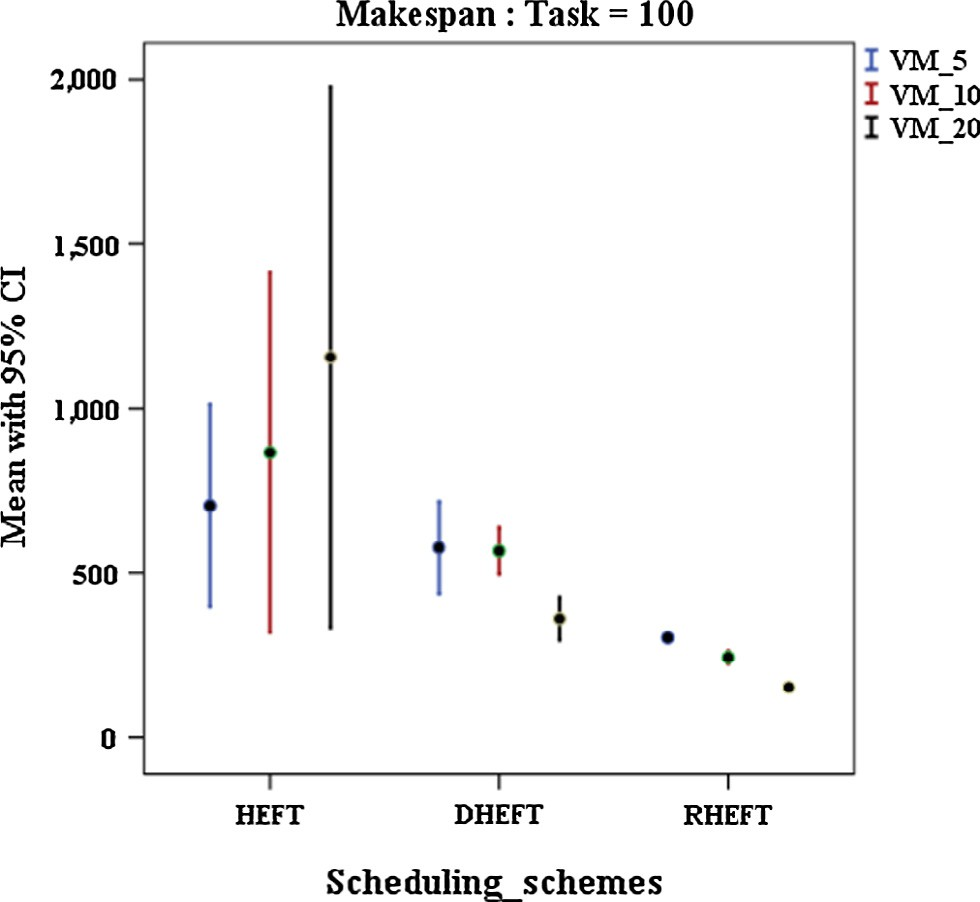 Makespan : Task = 100
VM_5
VM_10
VM_20
Mean with 95% CI
2,000
1,500
1,000
500
0
HEFT DHEFT RHEFT
Scheduling_schemes